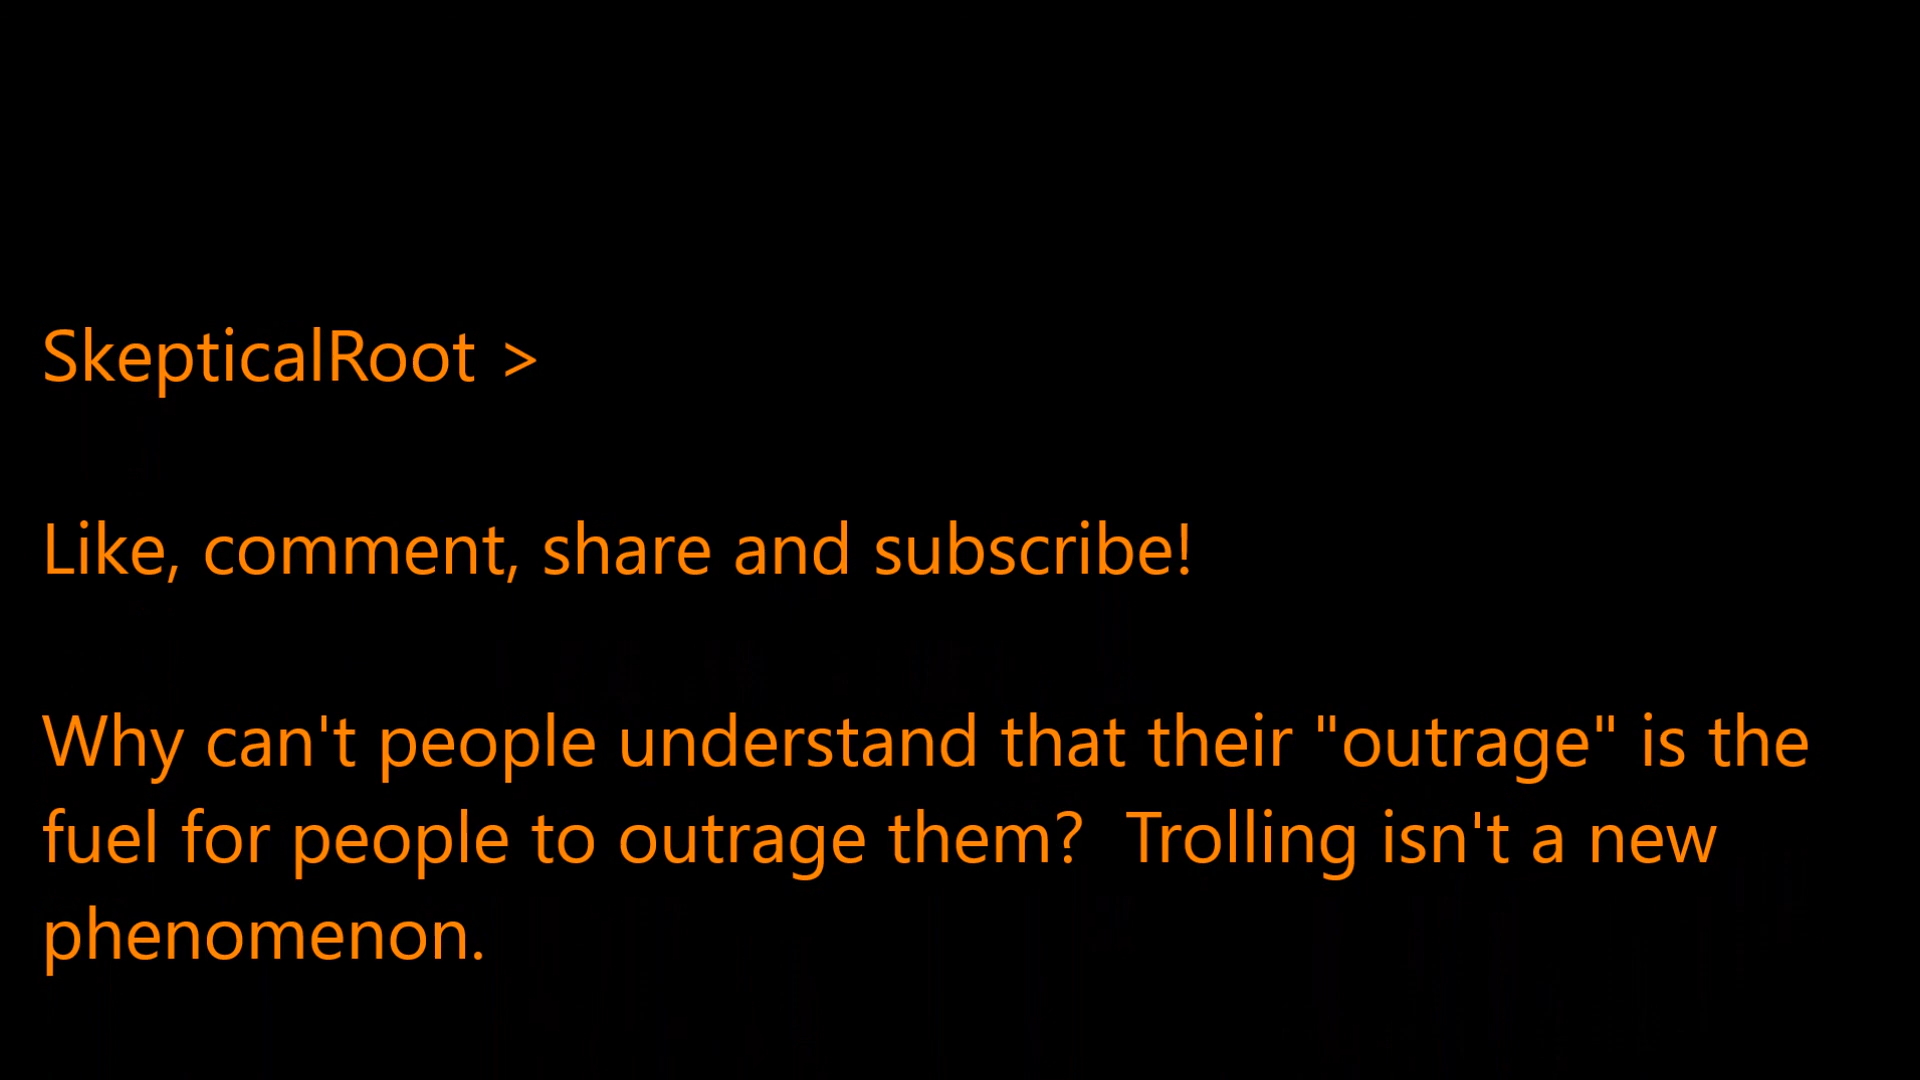 SkepticalRoot >
Like, comment, share and subscribe!
Why can't people understand that their "outrage" is the
fuel for people to outrage them?  Trolling isn't a new
phenomenon.